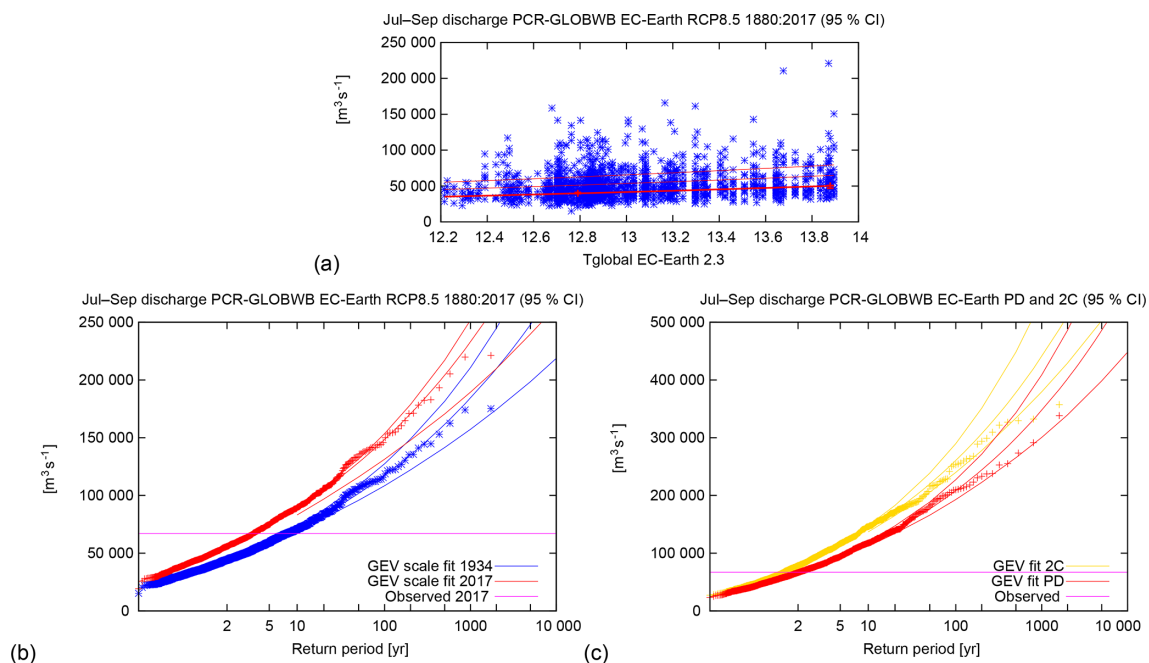 Jul–Sep discharge PCR-GLOBWB EC-Earth RCP8.5 1880:2017 (95 % CI)
250 000
200 000
150 000
100 000
50 000
0
[m³ s⁻¹]
12.2 12.4 12.6 12.8 13 13.2 13.4 13.6 13.8 14
Tglobal EC-Earth 2.3
(a)
Jul–Sep discharge PCR-GLOBWB EC-Earth RCP8.5 1880:2017 (95 % CI)
250 000
200 000
150 000
100 000
50 000
0
[m³ s⁻¹]
GEV scale fit 1934
GEV scale fit 2017
Observed 2017
2 5 10 100 1000 10 000
Return period [yr]
(b)
Jul–Sep discharge PCR-GLOBWB EC-Earth PD and 2C (95 % CI)
500 000
400 000
300 000
200 000
100 000
0
[m³ s⁻¹]
GEV fit 2C
GEV fit PD
Observed
2 5 10 100 1000 10 000
Return period [yr]
(c)